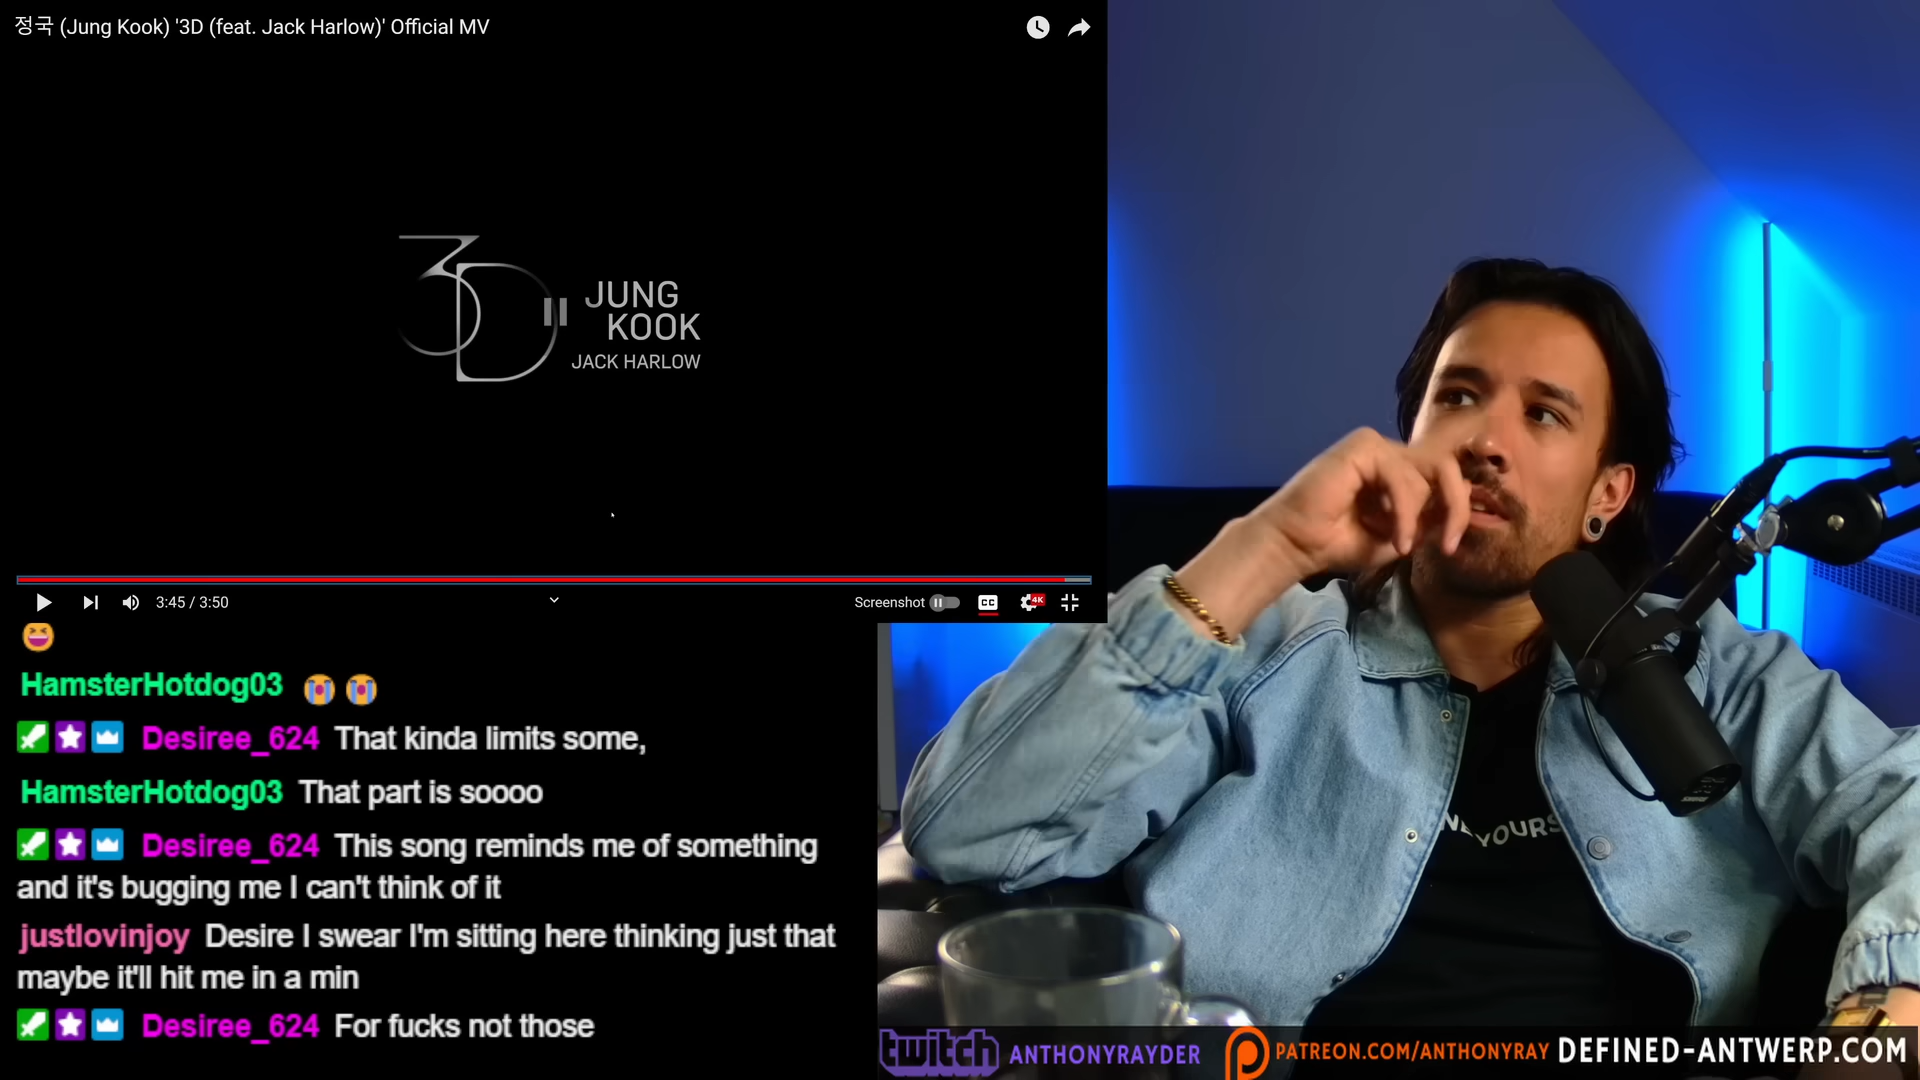 정국 (Jung Kook) '3D (feat. Jack Harlow)' Official MV
3D
JUNG
KOOK
JACK HARLOW
3:45 / 3:50
Screenshot
CC
4K
HamsterHotdog03
Desiree_624 That kinda limits some,
HamsterHotdog03 That part is soooo
Desiree_624 This song reminds me of something
and it's bugging me I can't think of it
justlovinjoy Desire I swear I'm sitting here thinking just that
maybe it'll hit me in a min
Desiree_624 For fucks not those
YOURS
twitch ANTHONYRAYDER
PATREON.COM/ANTHONYRAY
DEFINED-ANTWERP.COM